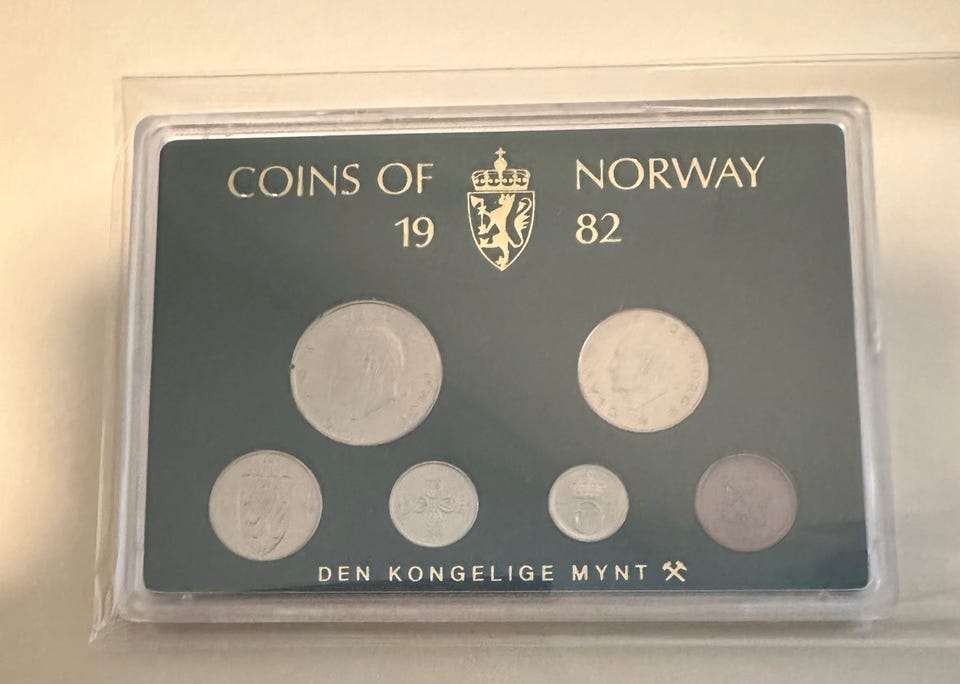 COINS OF NORWAY
19 82
DEN KONGELIGE MYNT